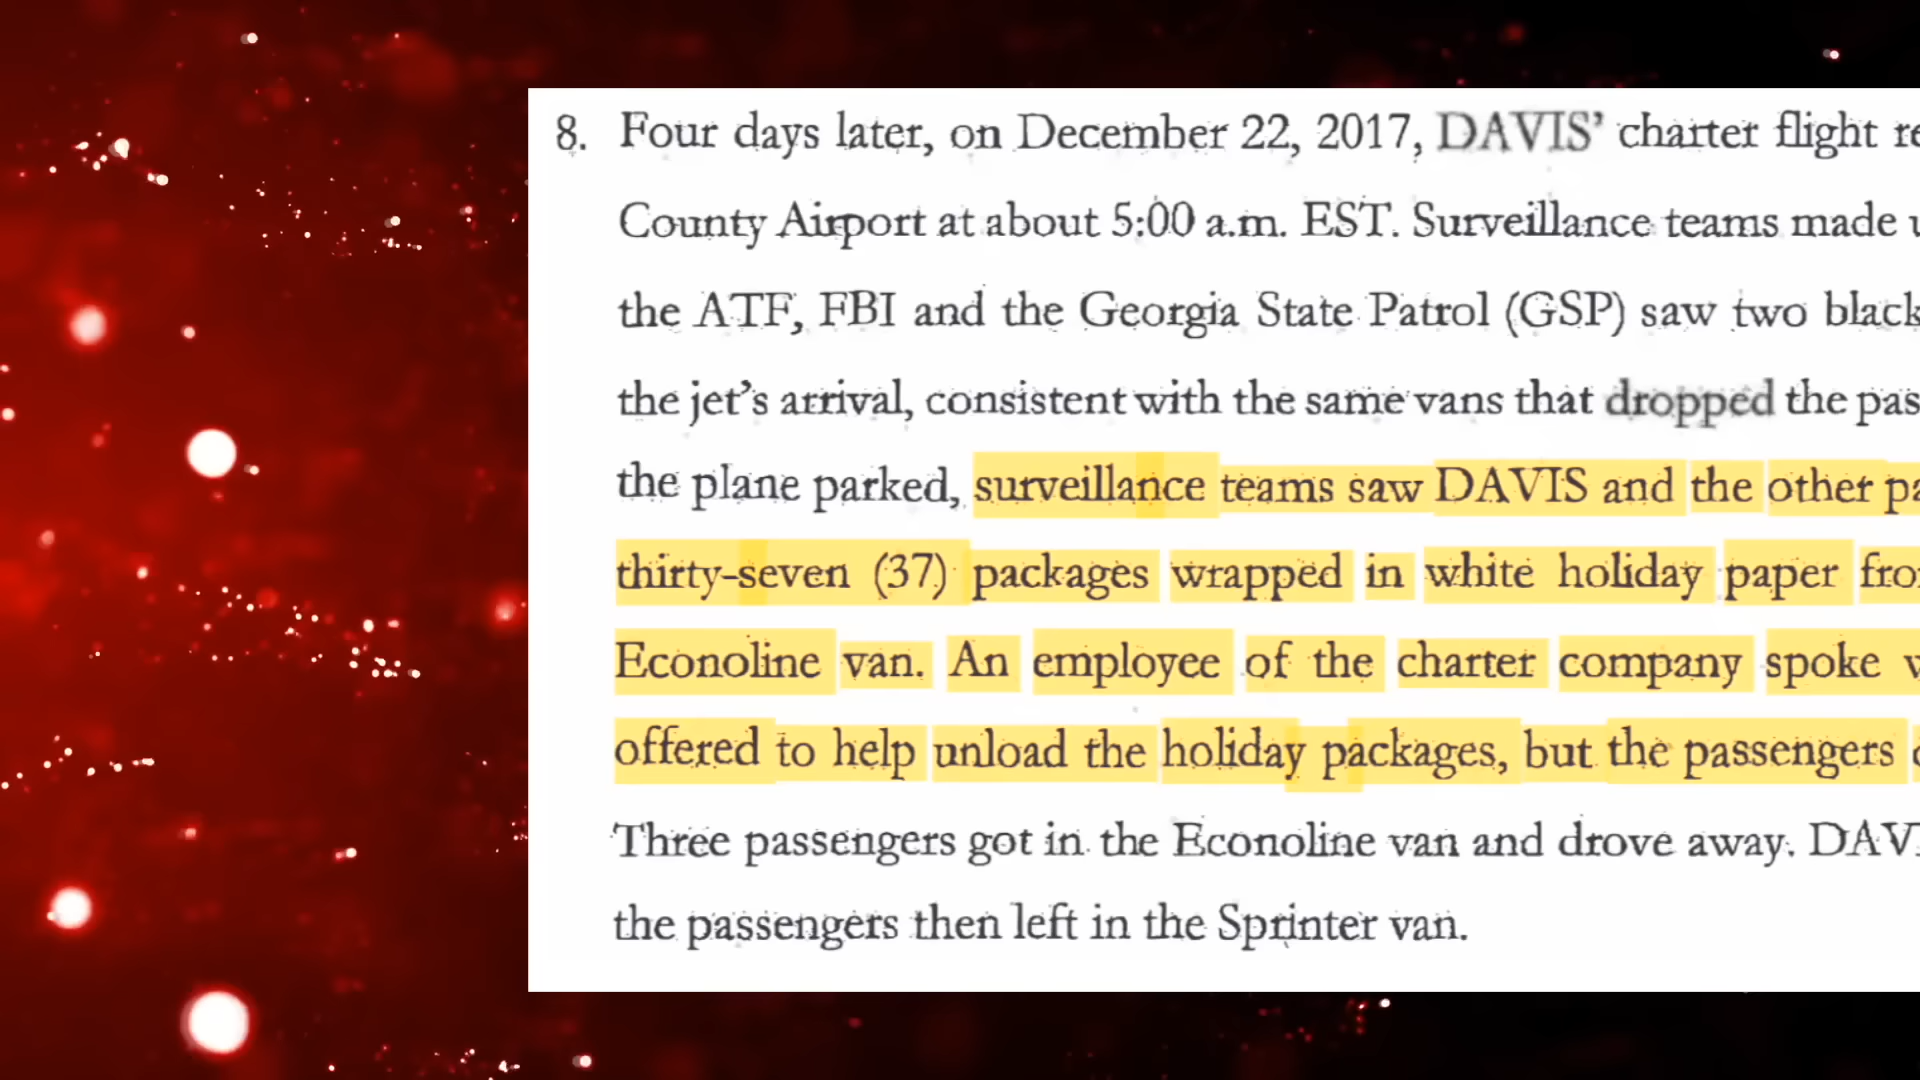 8. Four days later, on December 22, 2017, DAVIS’ charter flight
County Airport at about 5:00 a.m. EST. Surveillance teams made
the ATF, FBI and the Georgia State Patrol (GSP) saw two black
the jet’s arrival, consistent with the same vans that dropped the
the plane parked, surveillance teams saw DAVIS and the other
thirty-seven (37) packages wrapped in white holiday paper
Econoline van. An employee of the charter company spoke
offered to help unload the holiday packages, but the passengers
Three passengers got in the Econoline van and drove away.
the passengers then left in the Sprinter van.